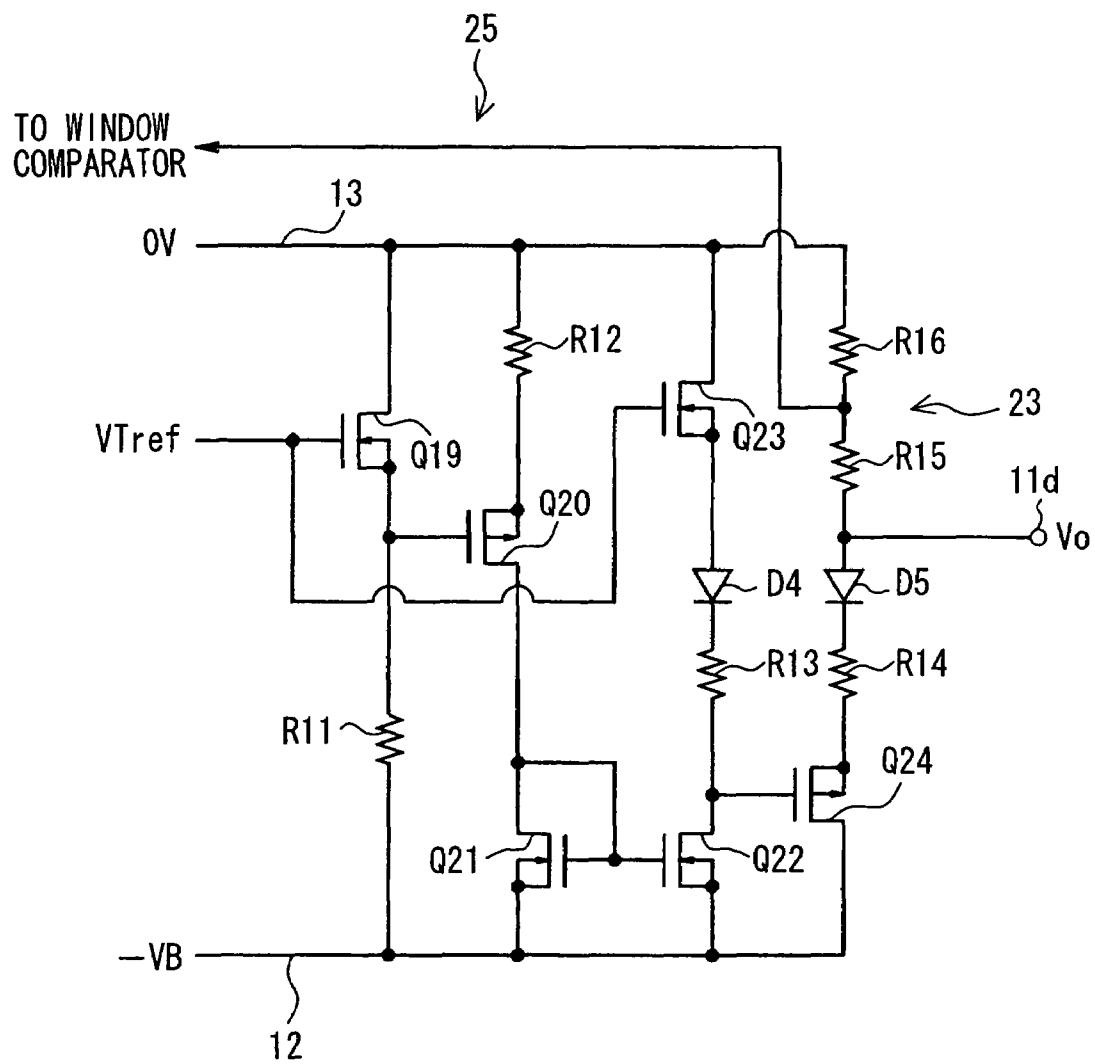 25
TO WINDOW
COMPARATOR
13
0V
R12
R16
23
VTref
Q19
Q23
R15
11d
Q20
Vo
D4
D5
R13
R14
R11
Q24
Q21
Q22
−VB
12